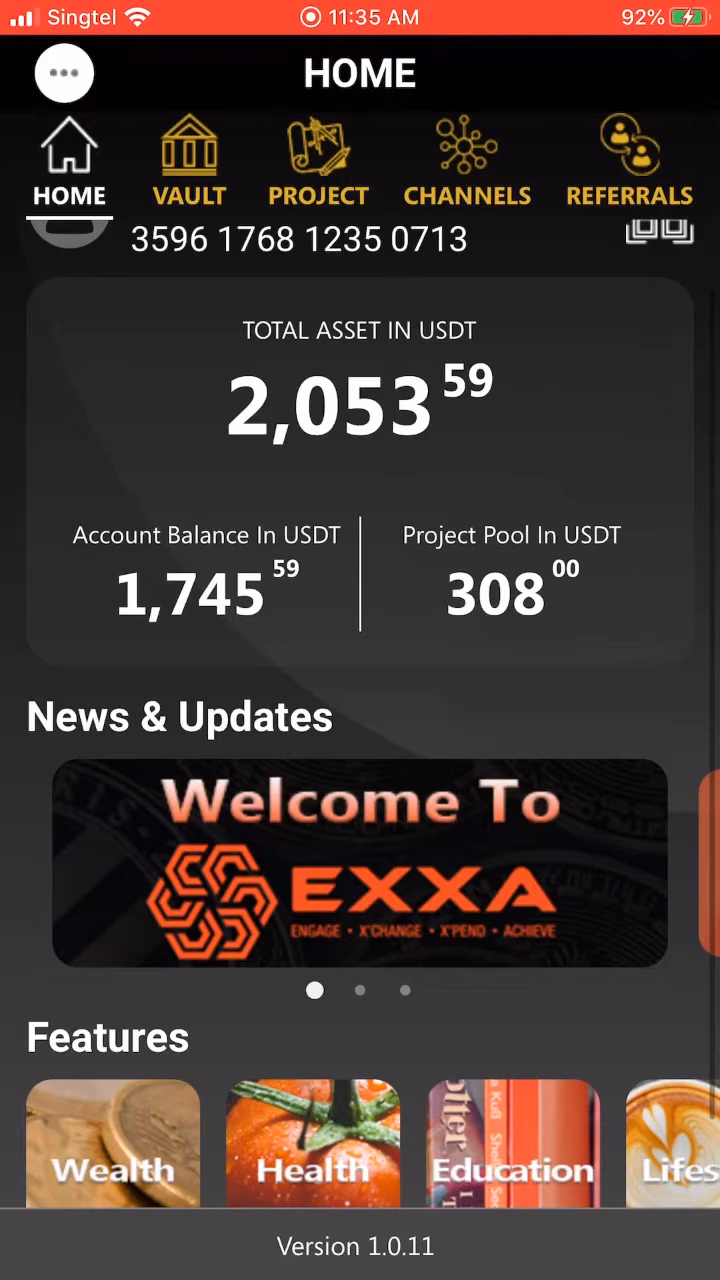 Singtel 11:35 AM 92%
HOME
HOME VAULT PROJECT CHANNELS REFERRALS
3596 1768 1235 0713
TOTAL ASSET IN USDT
2,053 59
Account Balance In USDT Project Pool In USDT
1,745 59 308 00
News & Updates
Welcome To
EXXA
ENGAGE • X'CHANGE • X'PEND • ACHIEVE
Features
Wealth Health Education Lifes
Version 1.0.11